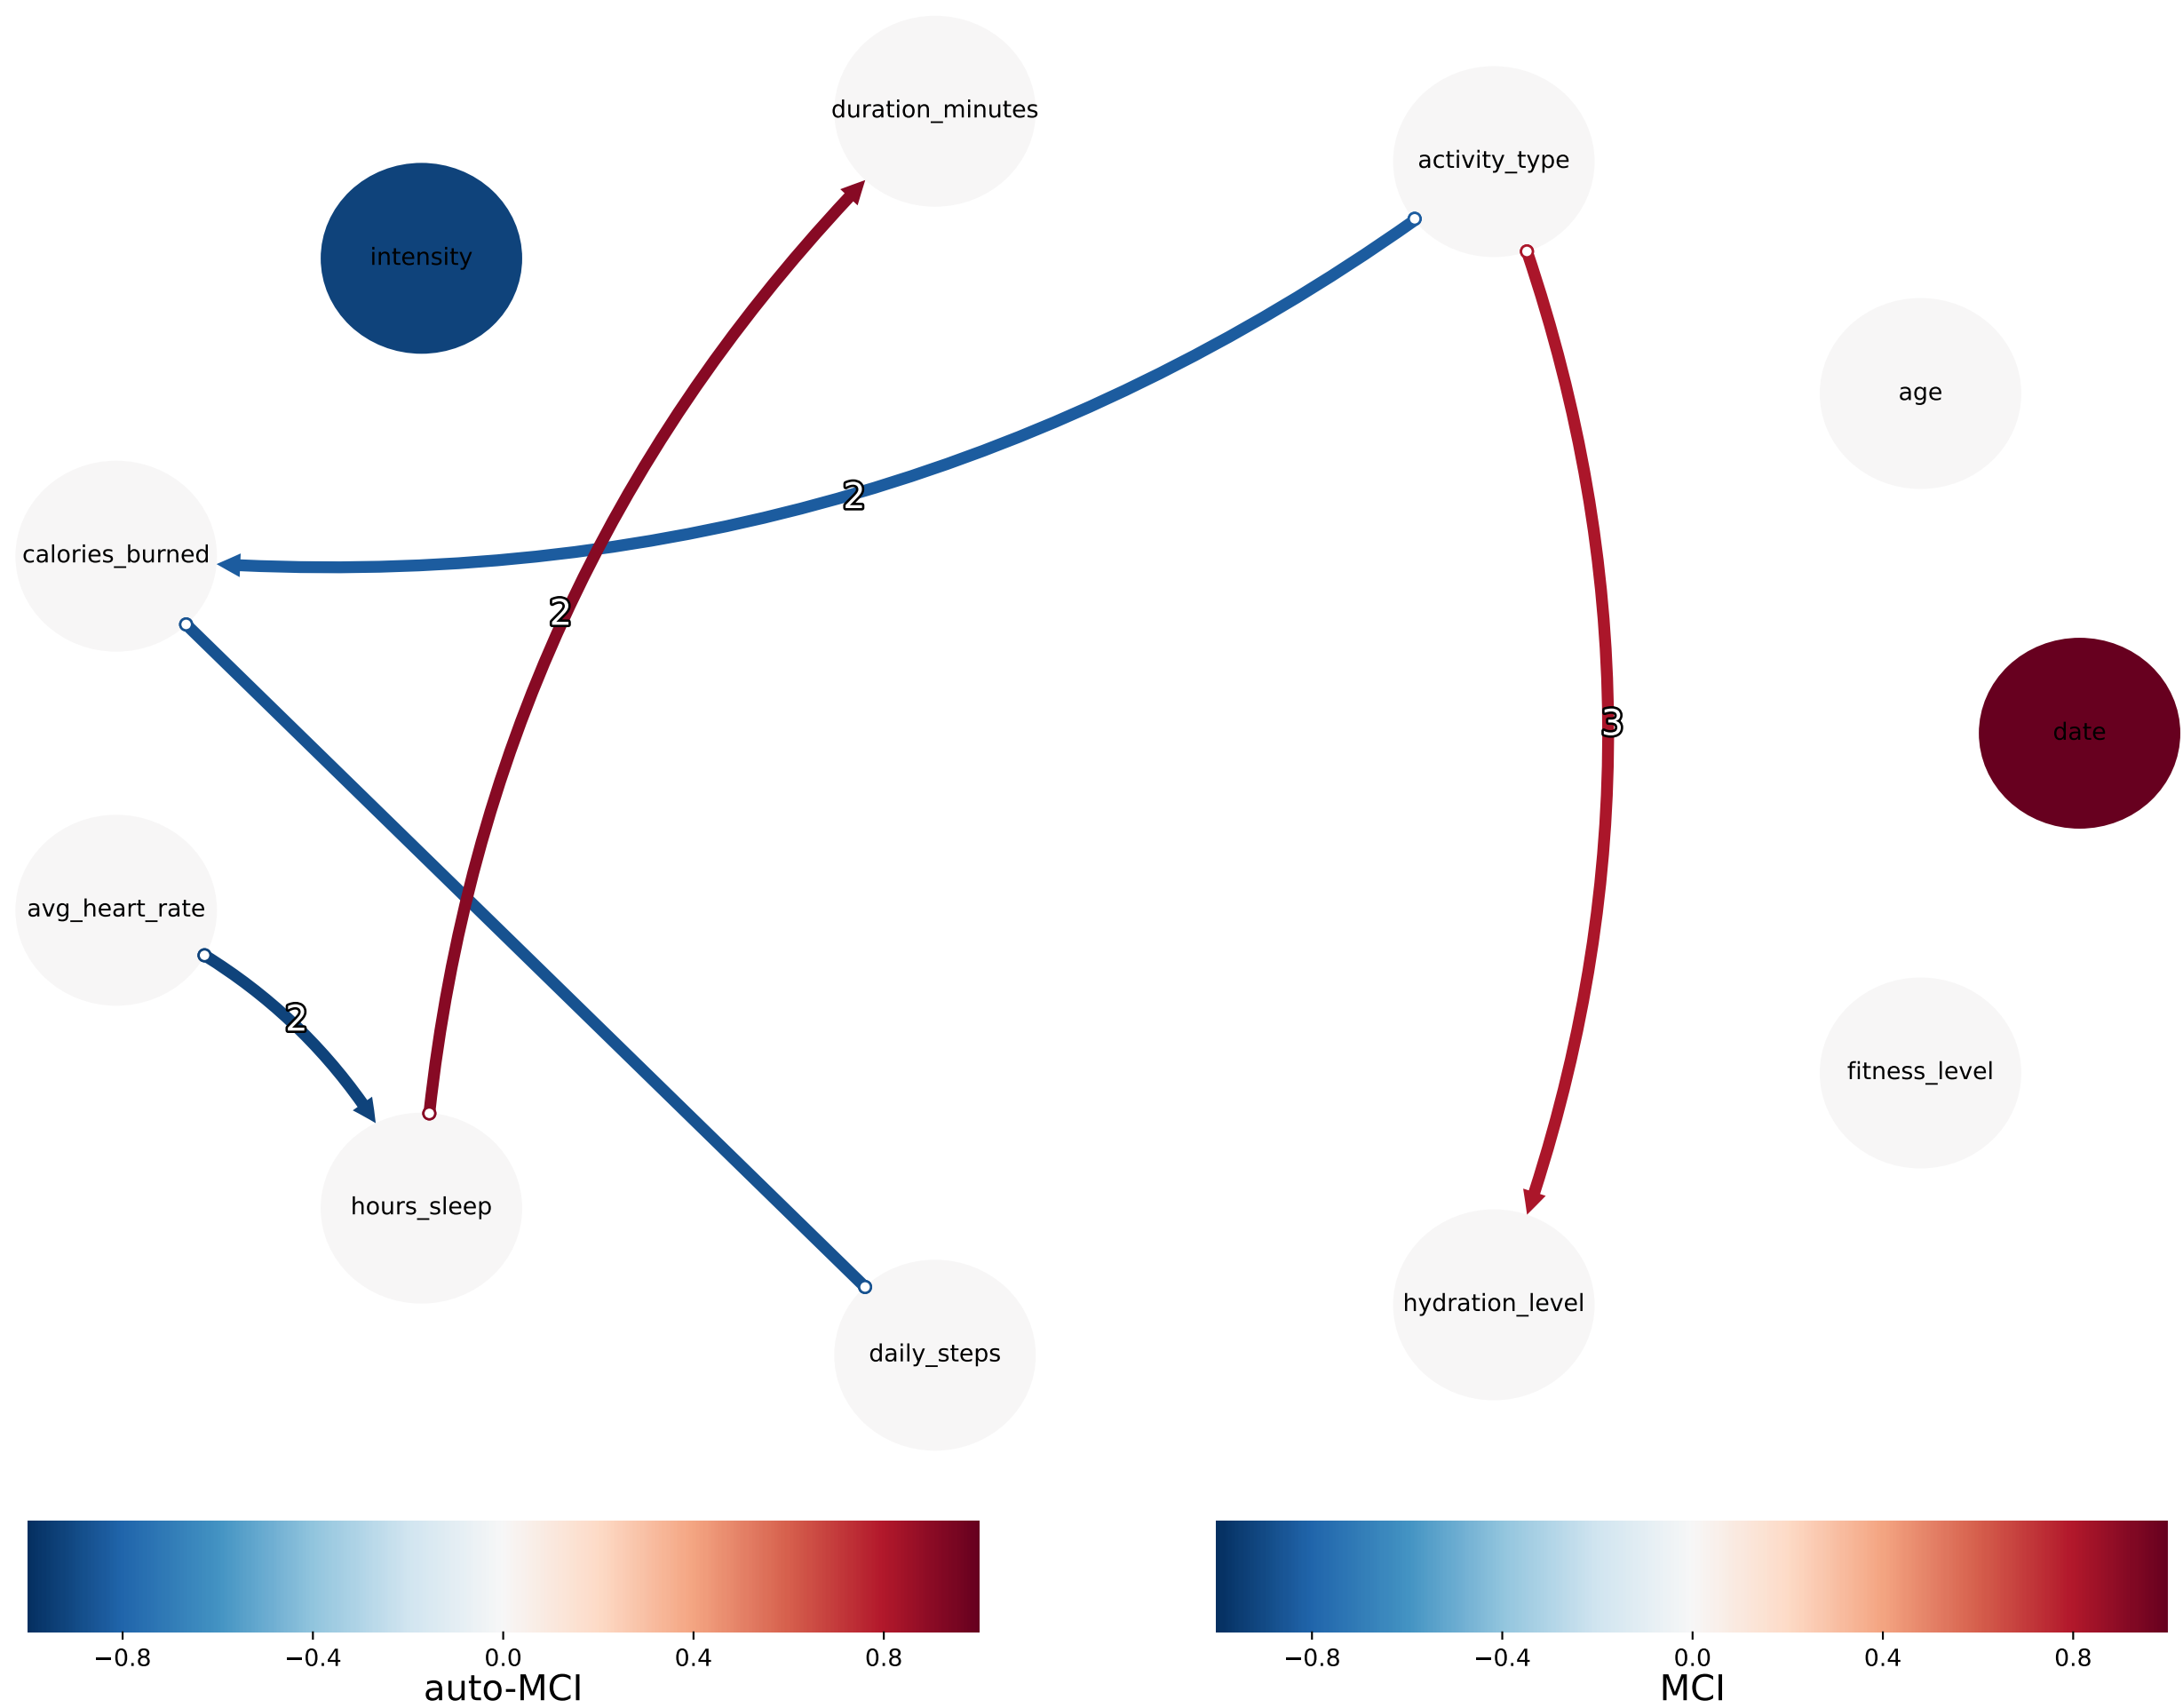 duration_minutes
activity_type
intensity
age
2
calories_burned
2
3
date
avg_heart_rate
2
fitness_level
hours_sleep
hydration_level
daily_steps
−0.8 −0.4 0.0 0.4 0.8
auto-MCI
−0.8 −0.4 0.0 0.4 0.8
MCI